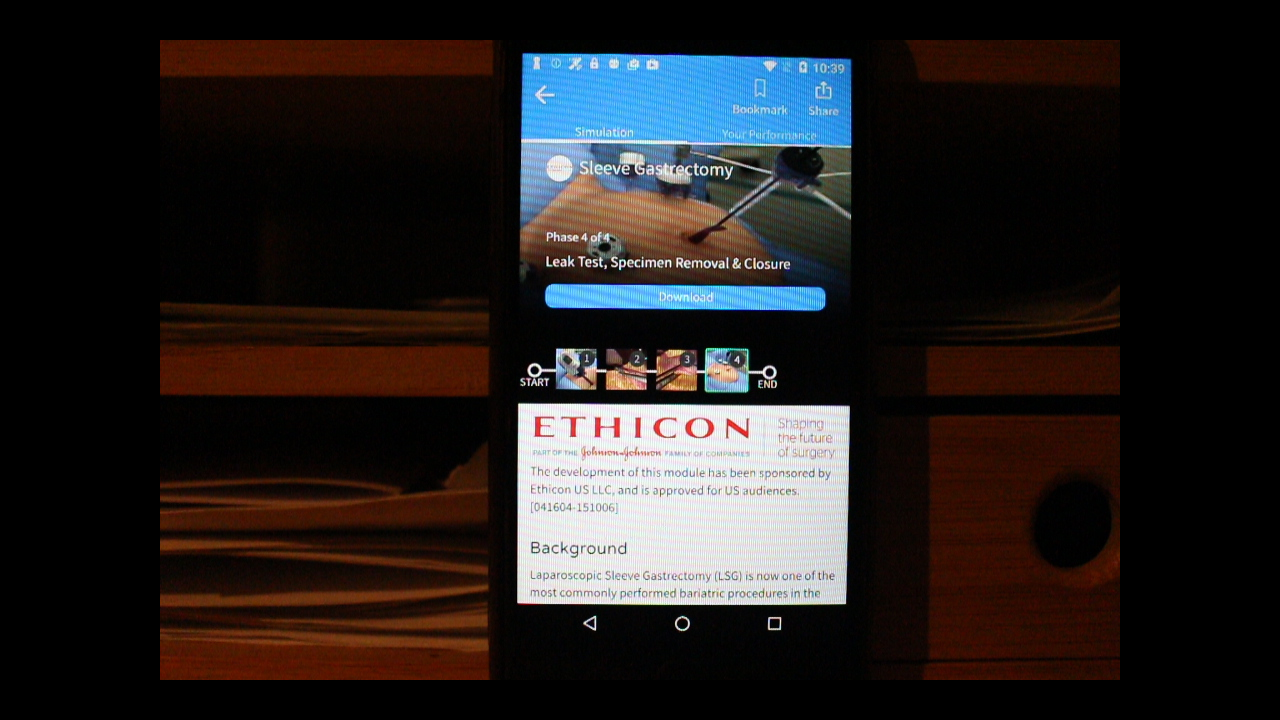 10:39
Bookmark
Share
Simulation
Your Performance
Sleeve Gastrectomy
Phase 4 of 4
Leak Test, Specimen Removal & Closure
Download
1
2
3
4
START
END
ETHICON
PART OF THE Johnson & Johnson FAMILY OF COMPANIES
Shaping
the future
of surgery
The development of this module has been sponsored by
Ethicon US LLC, and is approved for US audiences.
[041604-151006]
Background
Laparoscopic Sleeve Gastrectomy (LSG) is now one of the
most commonly performed bariatric procedures in the